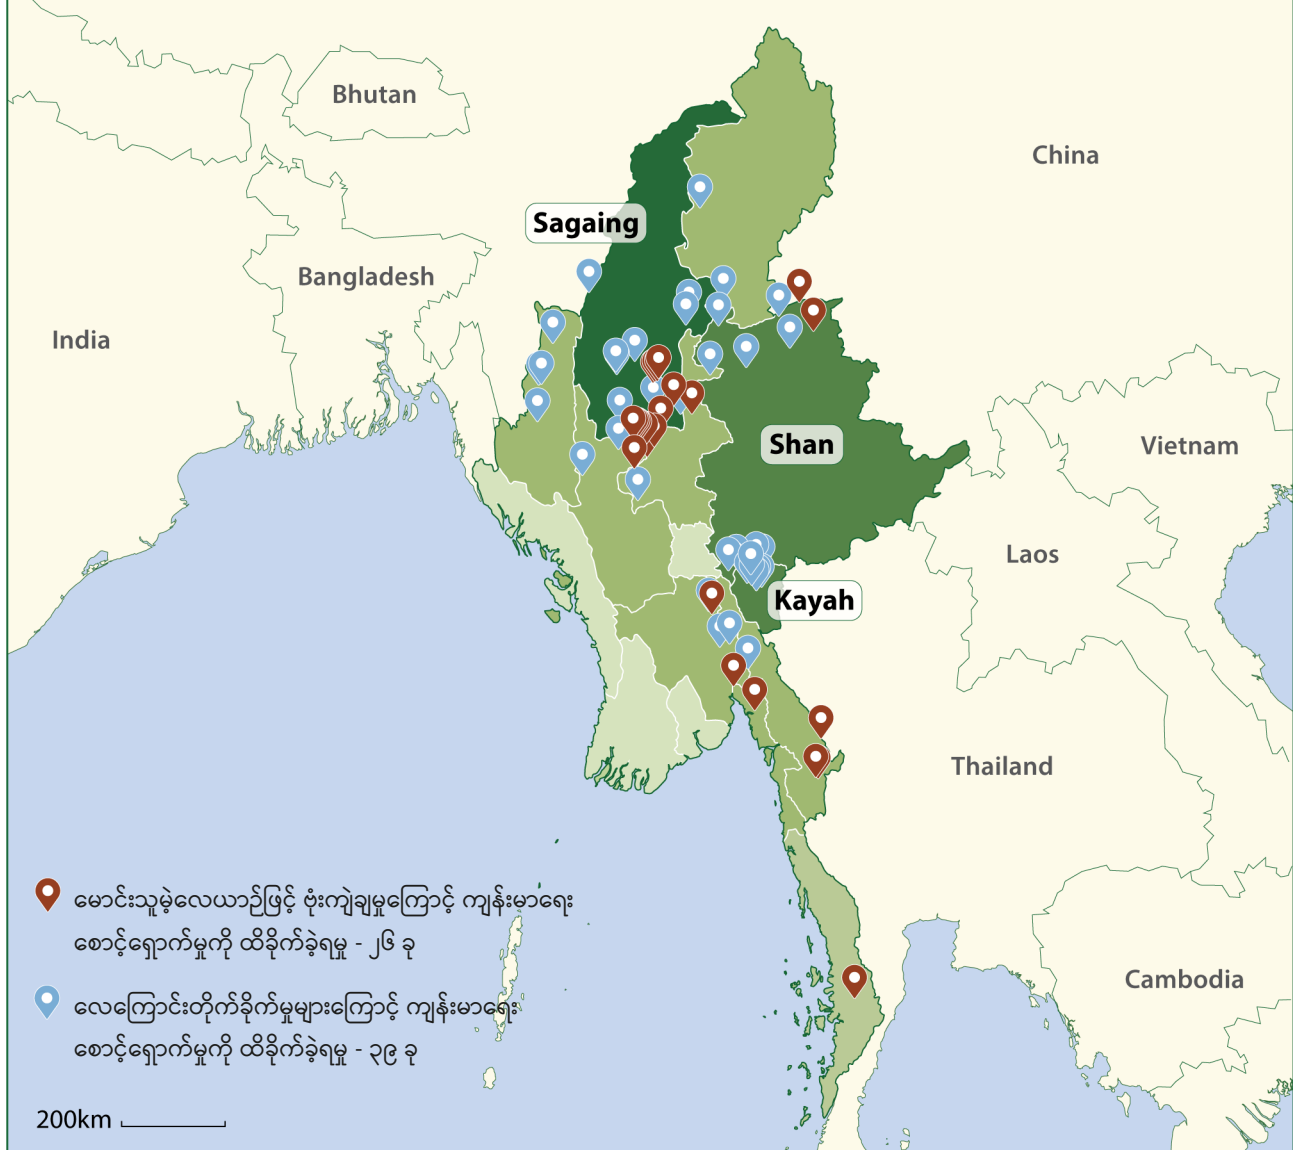 Bhutan
China
Sagaing
Bangladesh
India
Shan
Vietnam
Laos
Kayah
Thailand
Cambodia
မောင်းသူမဲ့လေယာဉ်ဖြင့် ဗုံးကျဲချမှုကြောင့် ကျန်းမာရေး
စောင့်ရှောက်မှုကို ထိခိုက်ခဲ့ရမှု - ၂၆ ခု
လေကြောင်းတိုက်ခိုက်မှုများကြောင့် ကျန်းမာရေး
စောင့်ရှောက်မှုကို ထိခိုက်ခဲ့ရမှု - ၃၉ ခု
200km